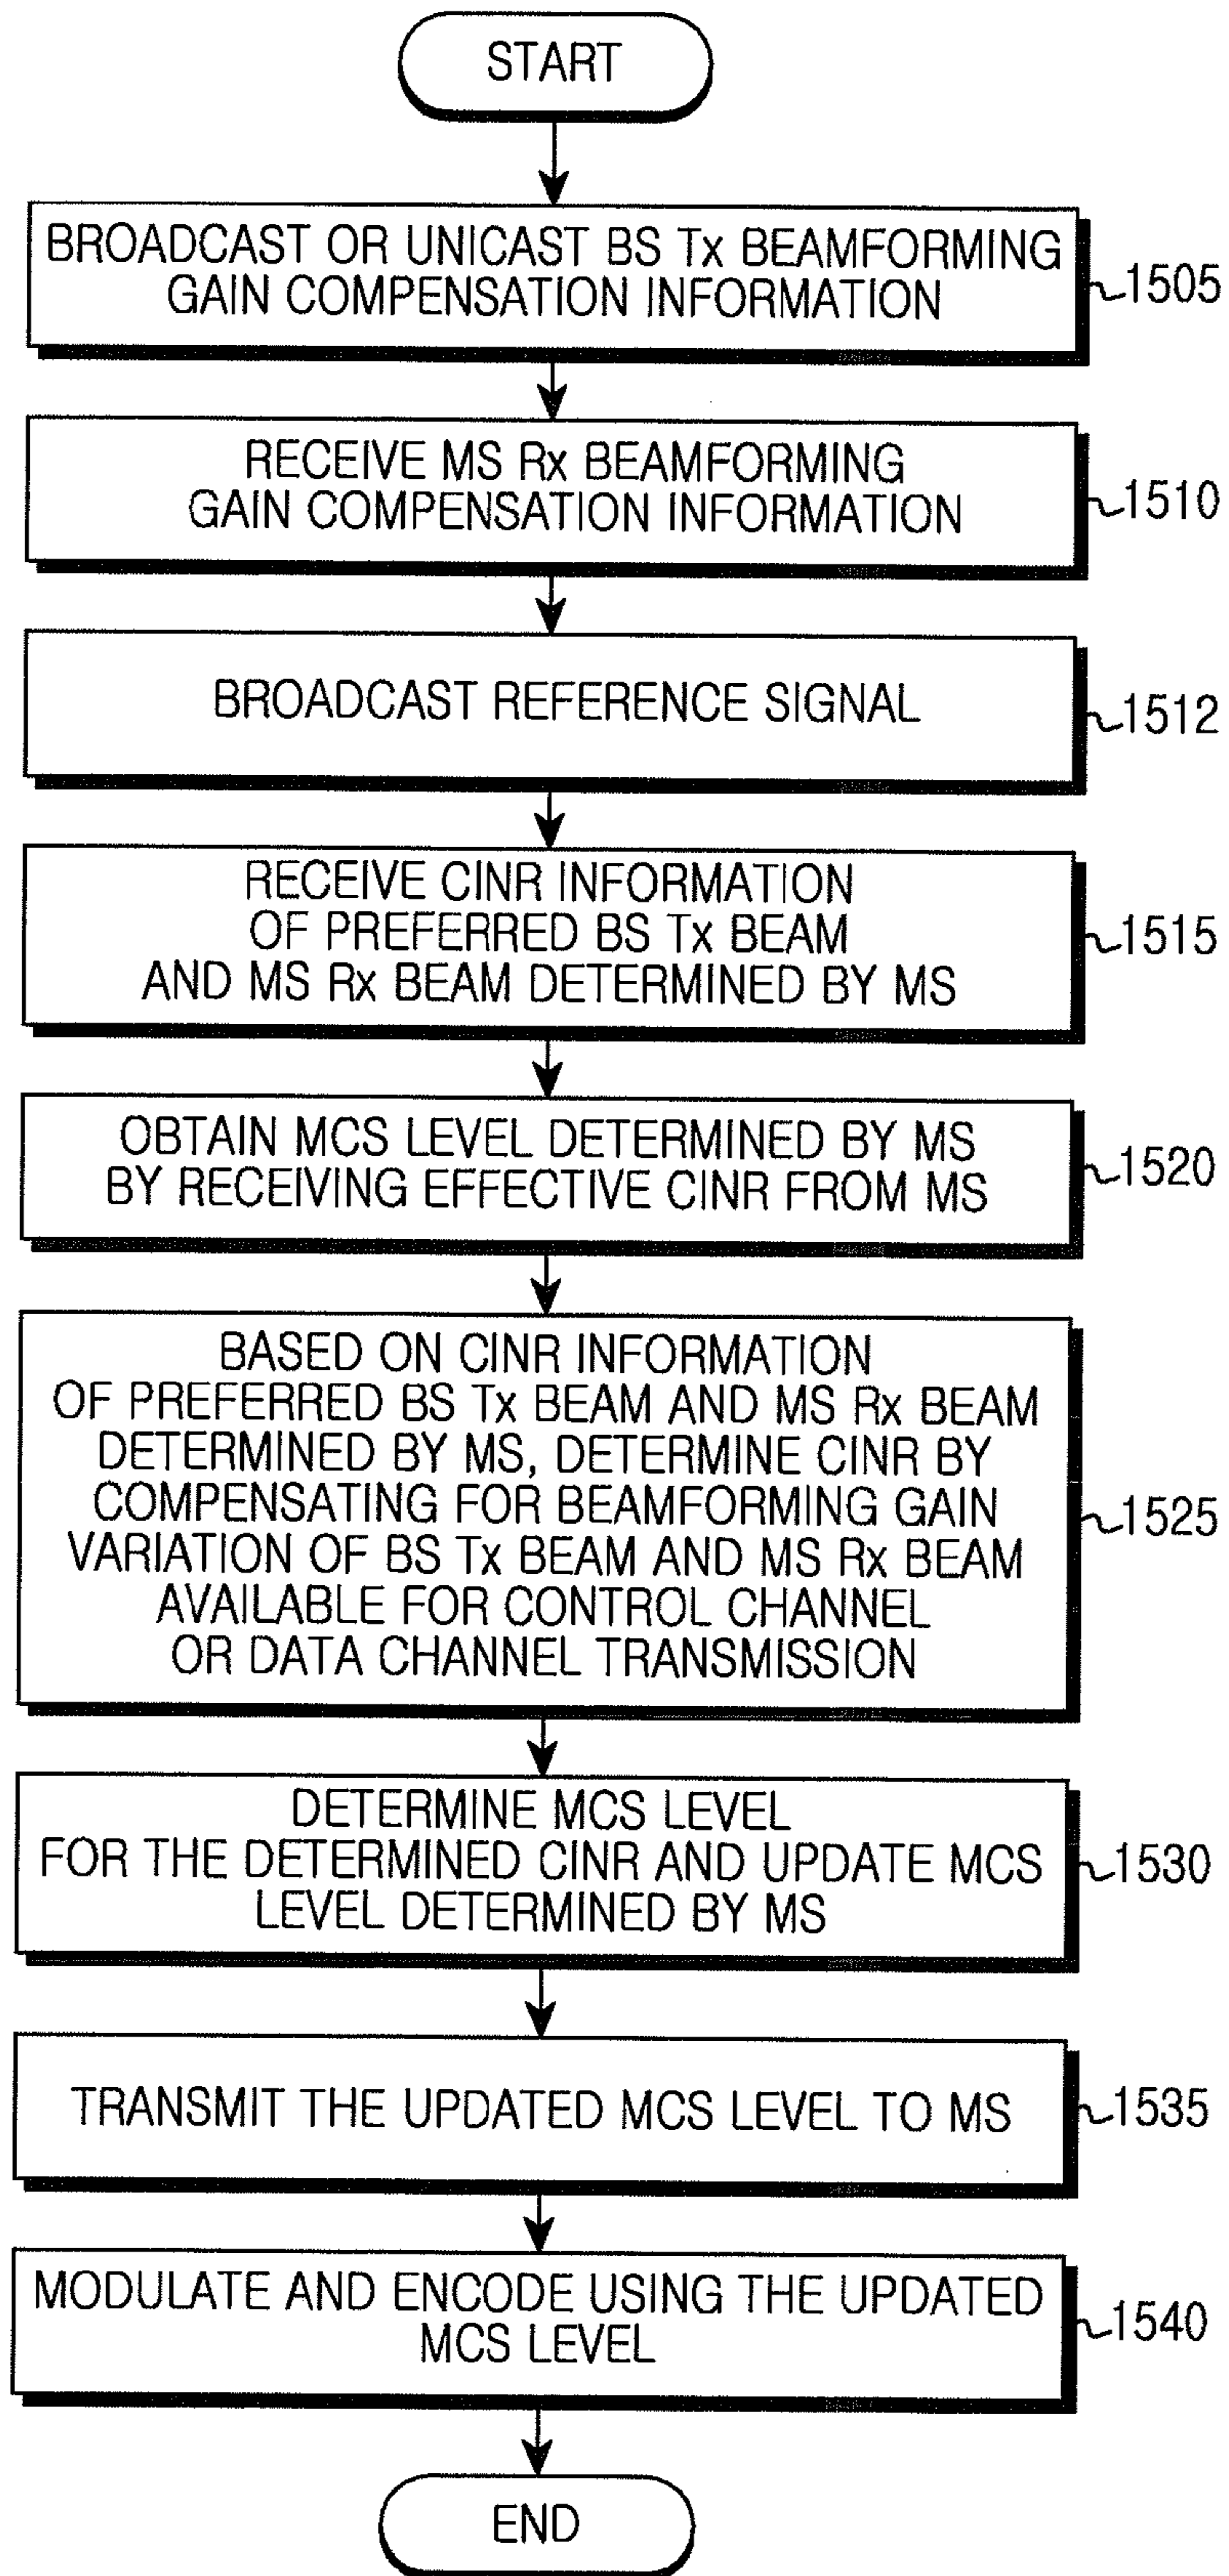 START
BROADCAST OR UNICAST BS Tx BEAMFORMING
GAIN COMPENSATION INFORMATION
1505
RECEIVE MS Rx BEAMFORMING
GAIN COMPENSATION INFORMATION
1510
BROADCAST REFERENCE SIGNAL
1512
RECEIVE CINR INFORMATION
OF PREFERRED BS Tx BEAM
AND MS Rx BEAM DETERMINED BY MS
1515
OBTAIN MCS LEVEL DETERMINED BY MS
BY RECEIVING EFFECTIVE CINR FROM MS
1520
BASED ON CINR INFORMATION
OF PREFERRED BS Tx BEAM AND MS Rx BEAM
DETERMINED BY MS, DETERMINE CINR BY
COMPENSATING FOR BEAMFORMING GAIN
VARIATION OF BS Tx BEAM AND MS Rx BEAM
AVAILABLE FOR CONTROL CHANNEL
OR DATA CHANNEL TRANSMISSION
1525
DETERMINE MCS LEVEL
FOR THE DETERMINED CINR AND UPDATE MCS
LEVEL DETERMINED BY MS
1530
TRANSMIT THE UPDATED MCS LEVEL TO MS
1535
MODULATE AND ENCODE USING THE UPDATED
MCS LEVEL
1540
END